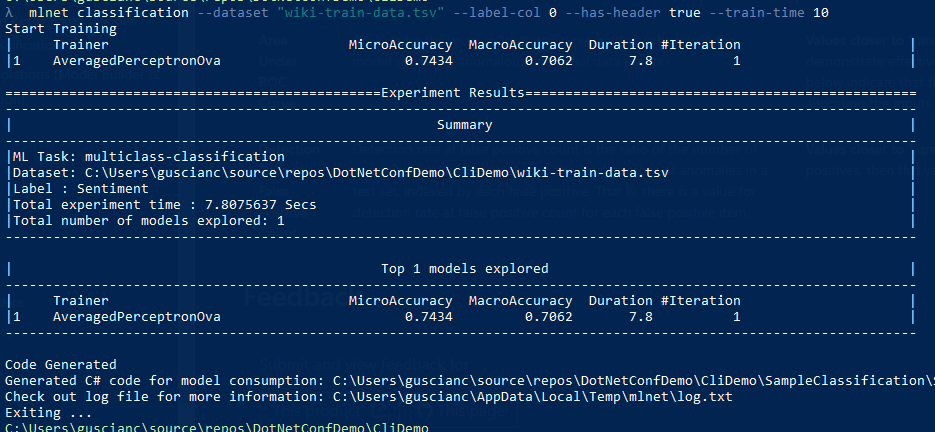 λ mlnet classification --dataset "wiki-train-data.tsv" --label-col 0 --has-header true --train-time 10
Start Training
| Trainer MicroAccuracy MacroAccuracy Duration #Iteration |
|1 AveragedPerceptronOva 0.7434 0.7062 7.8 1 |
===============================================Experiment Results=================================================
------------------------------------------------------------------------------------------------------------------
| Summary |
------------------------------------------------------------------------------------------------------------------
|ML Task: multiclass-classification |
|Dataset: C:\Users\guscianc\source\repos\DotNetConfDemo\CliDemo\wiki-train-data.tsv |
|Label : Sentiment |
|Total experiment time : 7.8075637 Secs |
|Total number of models explored: 1 |
------------------------------------------------------------------------------------------------------------------
| Top 1 models explored |
------------------------------------------------------------------------------------------------------------------
| Trainer MicroAccuracy MacroAccuracy Duration #Iteration |
|1 AveragedPerceptronOva 0.7434 0.7062 7.8 1 |
------------------------------------------------------------------------------------------------------------------
Code Generated
Generated C# code for model consumption: C:\Users\guscianc\source\repos\DotNetConfDemo\CliDemo\SampleClassification\
Check out log file for more information: C:\Users\guscianc\AppData\Local\Temp\mlnet\log.txt
Exiting ...
C:\Users\guscianc\source\repos\DotNetConfDemo\CliDemo